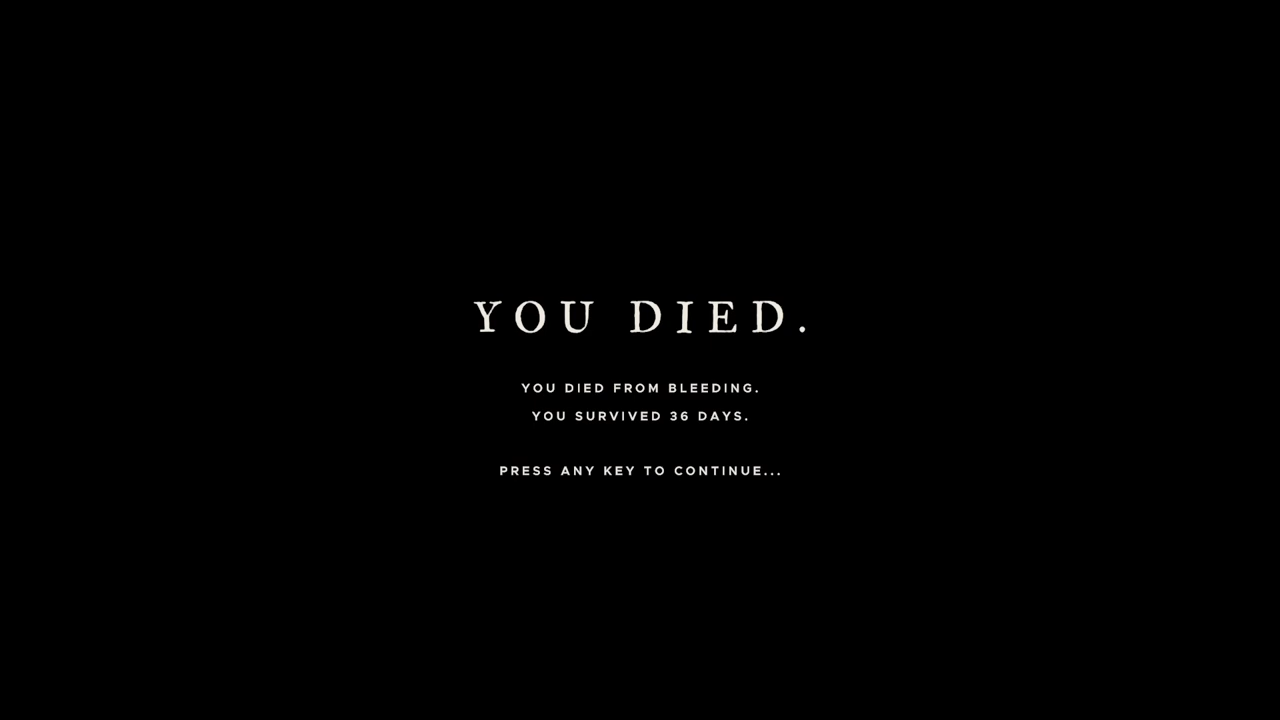 YOU DIED.
YOU DIED FROM BLEEDING.
YOU SURVIVED 36 DAYS.
PRESS ANY KEY TO CONTINUE...